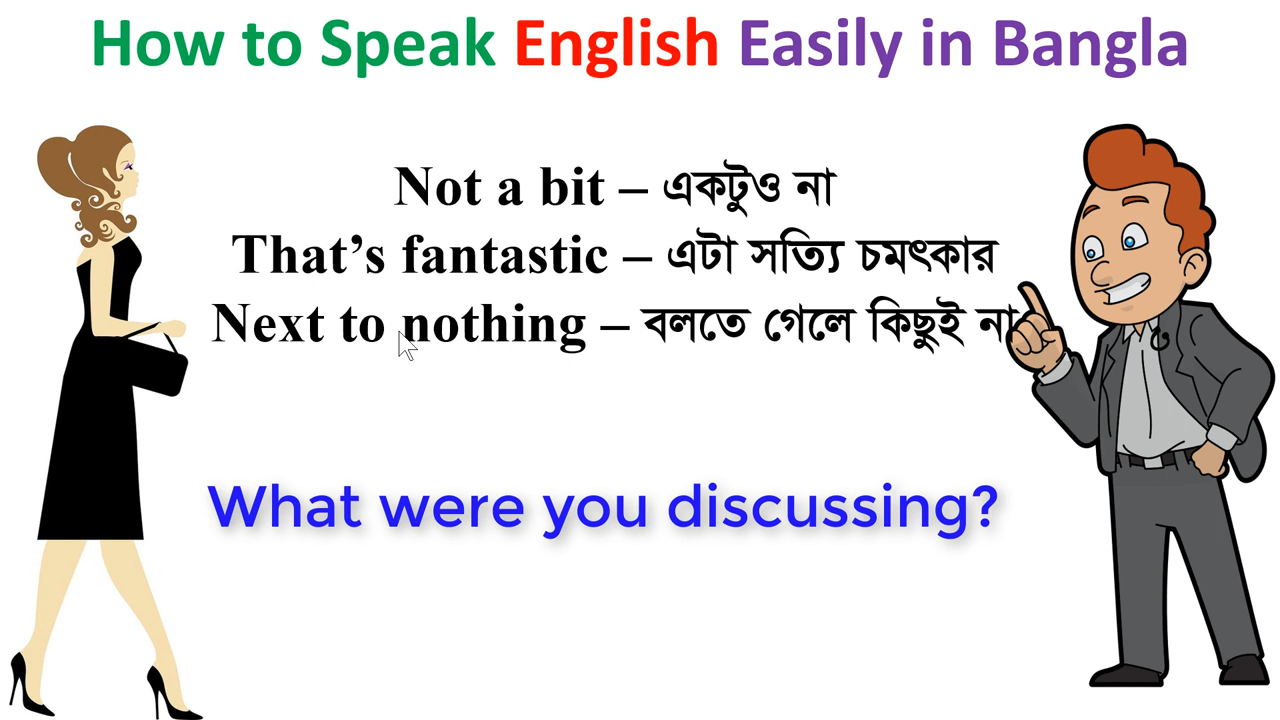 How to Speak English Easily in Bangla
Not a bit – একটুও না
That’s fantastic – এটা সত্যি চমৎকার
Next to nothing – বলতে গেলে কিছুই না
What were you discussing?